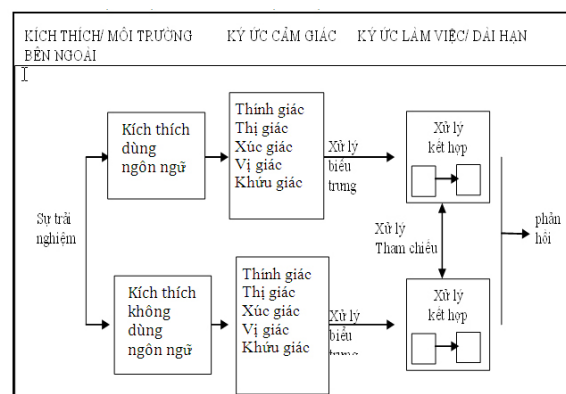 KÍCH THÍCH/ MÔI TRƯỜNG BÊN NGOÀI
KÝ ỨC CẢM GIÁC
KÝ ỨC LÀM VIỆC/ DÀI HẠN
Sự trải
nghiệm
Kích thích
dùng
ngôn ngữ
Thính giác
Thị giác
Xúc giác
Vị giác
Khứu giác
Xử lý
biểu
trưng
Xử lý
kết hợp
Xử lý
Tham chiếu
phản
hồi
Kích thích
không
dùng
ngôn ngữ
Thính giác
Thị giác
Xúc giác
Vị giác
Khứu giác
Xử lý
biểu
trưng
Xử lý
kết hợp